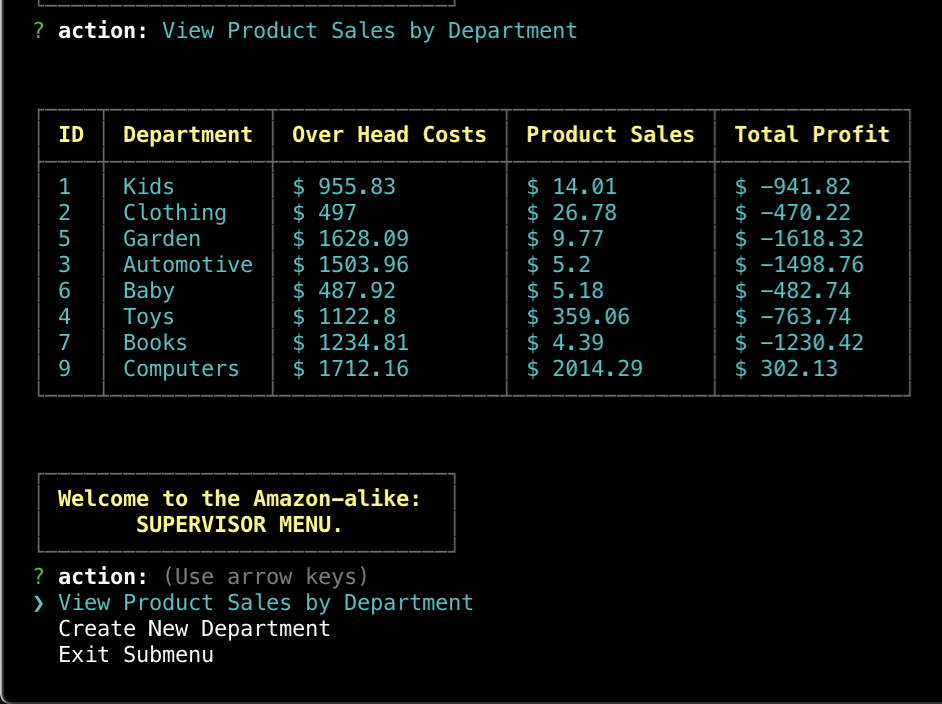 ? action: View Product Sales by Department
ID Department Over Head Costs Product Sales Total Profit
1 Kids $ 955.83 $ 14.01 $ -941.82
2 Clothing $ 497 $ 26.78 $ -470.22
5 Garden $ 1628.09 $ 9.77 $ -1618.32
3 Automotive $ 1503.96 $ 5.2 $ -1498.76
6 Baby $ 487.92 $ 5.18 $ -482.74
4 Toys $ 1122.8 $ 359.06 $ -763.74
7 Books $ 1234.81 $ 4.39 $ -1230.42
9 Computers $ 1712.16 $ 2014.29 $ 302.13
Welcome to the Amazon-alike:
SUPERVISOR MENU.
? action: (Use arrow keys)
❯ View Product Sales by Department
Create New Department
Exit Submenu